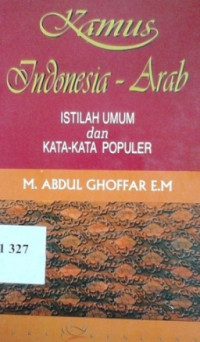 Kamus
Indonesia - Arab
ISTILAH UMUM
dan
KATA-KATA POPULER
M. ABDUL GHOFFAR E.M
1 327